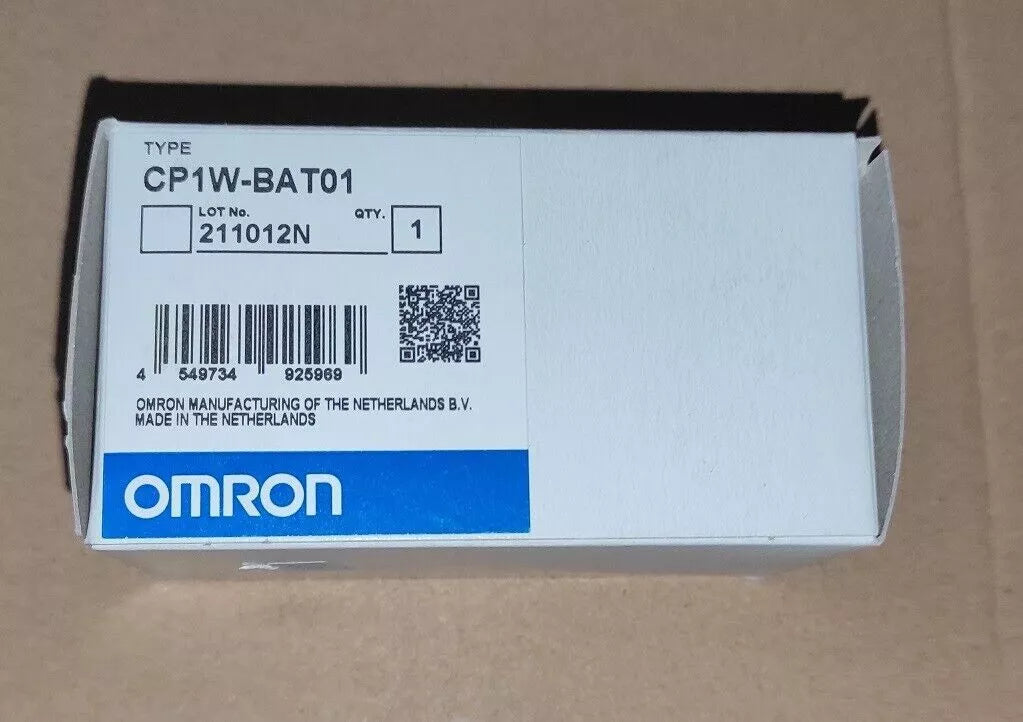 TYPE
CP1W-BAT01
LOT No. QTY.
211012N 1
4 549734 925969
OMRON MANUFACTURING OF THE NETHERLANDS B.V.
MADE IN THE NETHERLANDS
OMRON